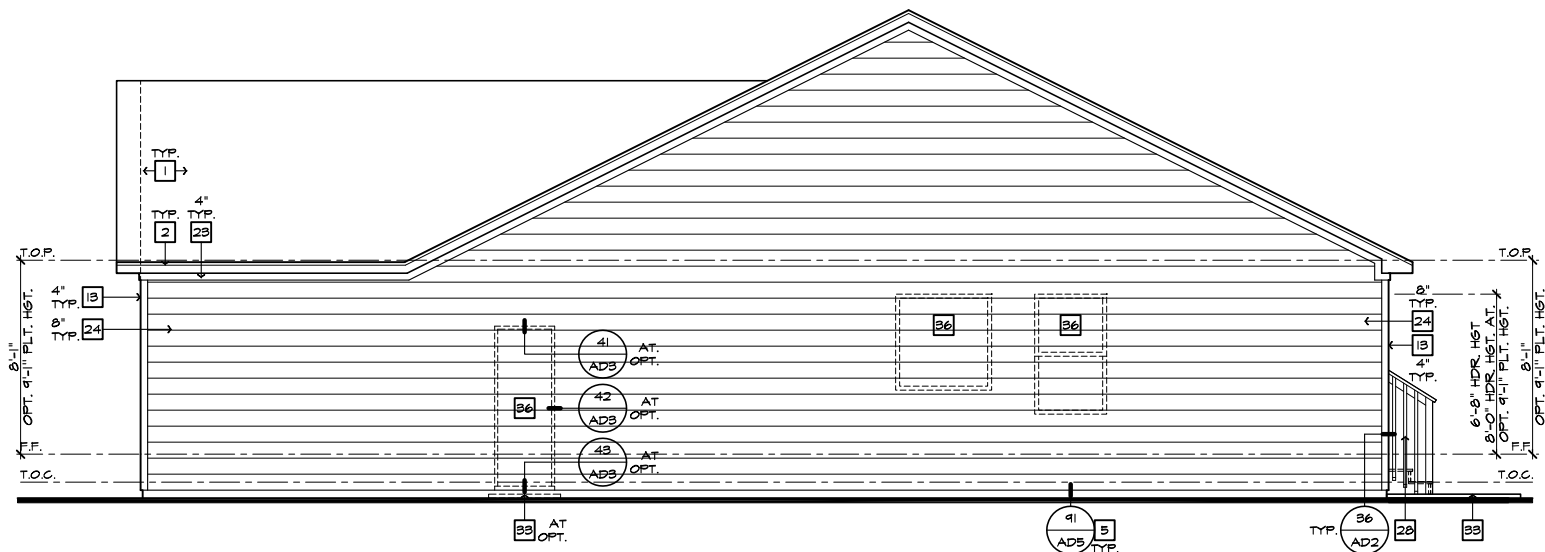 TYP.
1
TYP.
2
4"
TYP.
23
T.O.P.
T.O.P.
4"
TYP.
13
8"
TYP.
24
8'-1"
OPT. 9'-1" PLT. HGT.
F.F.
T.O.C.
36
41
AD3
AT
OPT.
42
AD3
AT
OPT.
43
AD3
AT
OPT.
33
AT
OPT.
36
36
8"
TYP.
24
13
4"
TYP.
6'-8" HDR. HGT
8'-0" HDR. HGT. AT.
OPT. 9'-1" PLT. HGT.
8'-1"
OPT. 9'-1" PLT. HGT.
F.F.
T.O.C.
91
AD5
5
TYP.
TYP.
36
AD2
28
33